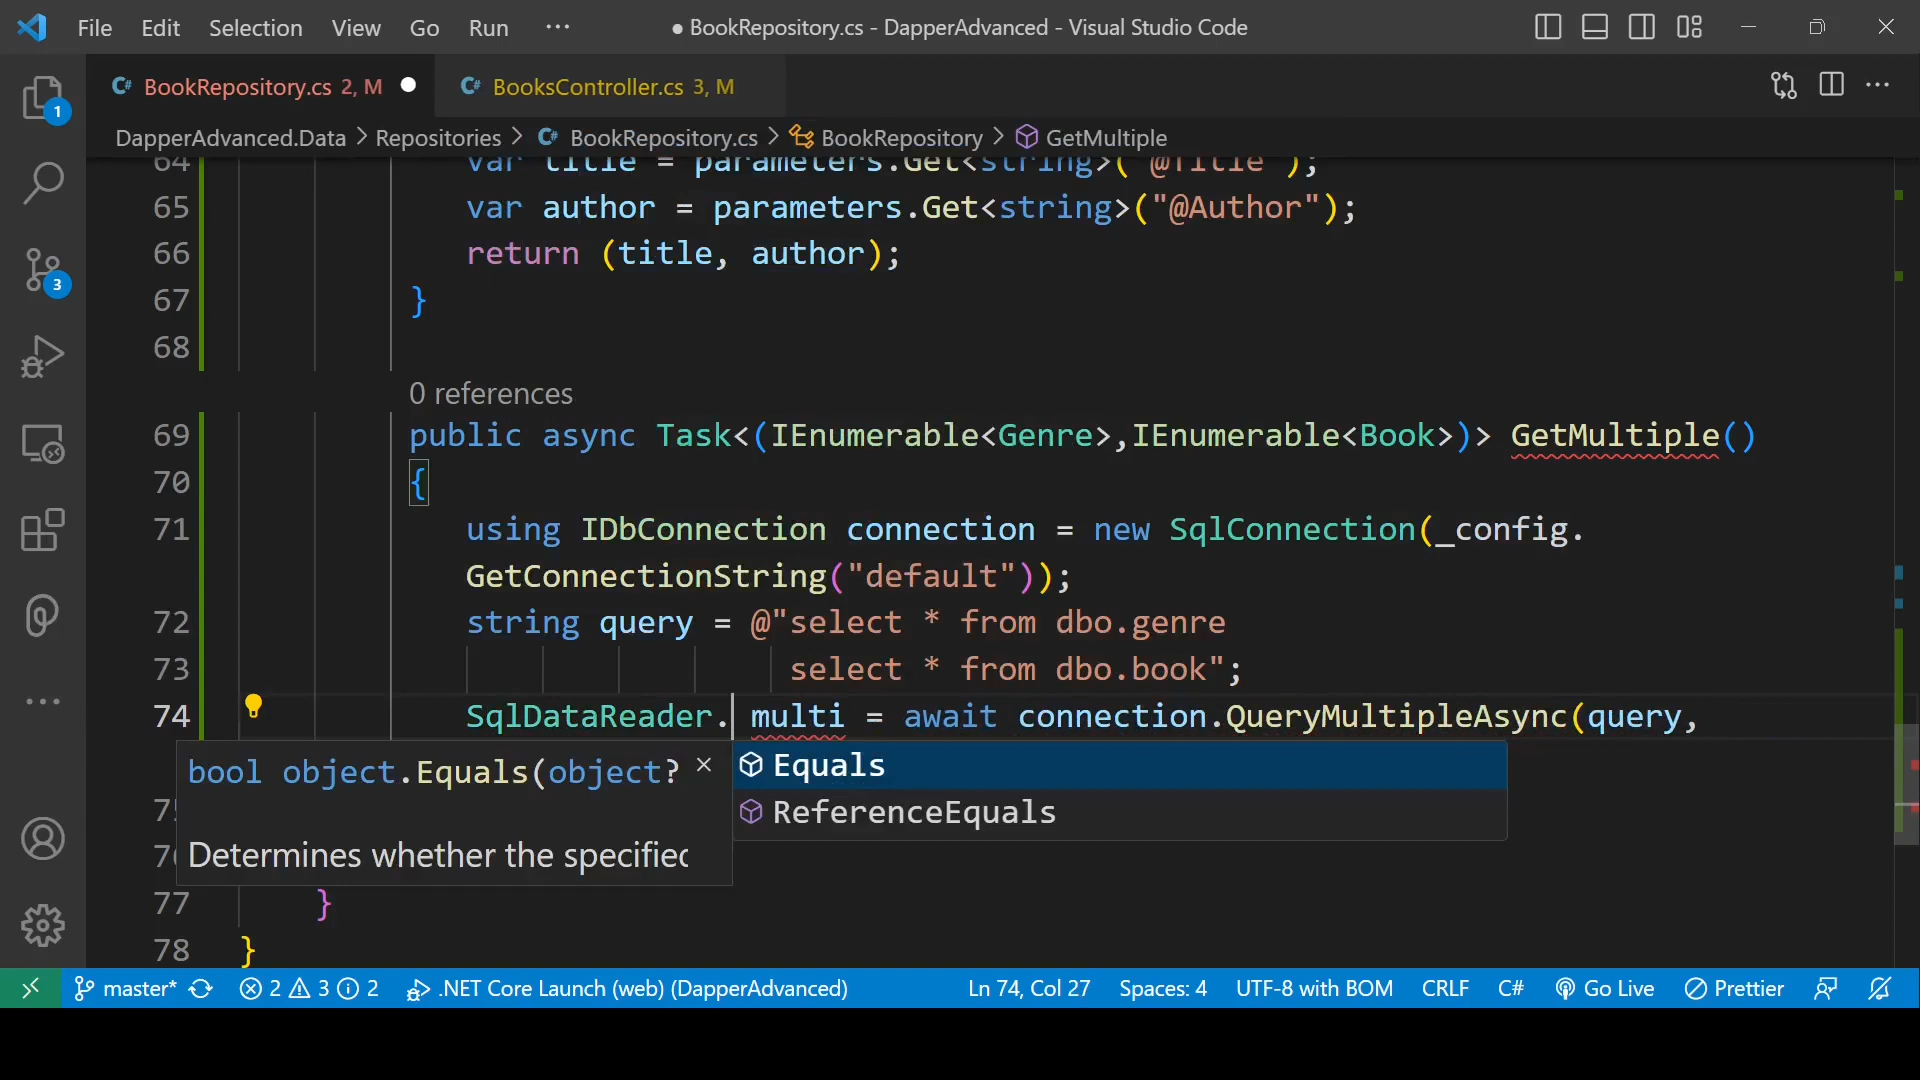 File Edit Selection View Go Run ··· ● BookRepository.cs - DapperAdvanced - Visual Studio Code
C# BookRepository.cs 2, M ● C# BooksController.cs 3, M
DapperAdvanced.Data > Repositories > C# BookRepository.cs > BookRepository > GetMultiple
64 var title = parameters.Get<string>("@Title");
65 var author = parameters.Get<string>("@Author");
66 return (title, author);
67 }
68
0 references
69 public async Task<(IEnumerable<Genre>,IEnumerable<Book>)> GetMultiple()
70 {
71 using IDbConnection connection = new SqlConnection(_config.
GetConnectionString("default"));
72 string query = @"select * from dbo.genre
73 select * from dbo.book";
74 SqlDataReader. multi = await connection.QueryMultipleAsync(query,
bool object.Equals(object? ×
Determines whether the specified
Equals
ReferenceEquals
77 }
78 }
1
3
master* 2 3 2 .NET Core Launch (web) (DapperAdvanced) Ln 74, Col 27 Spaces: 4 UTF-8 with BOM CRLF C# Go Live Prettier